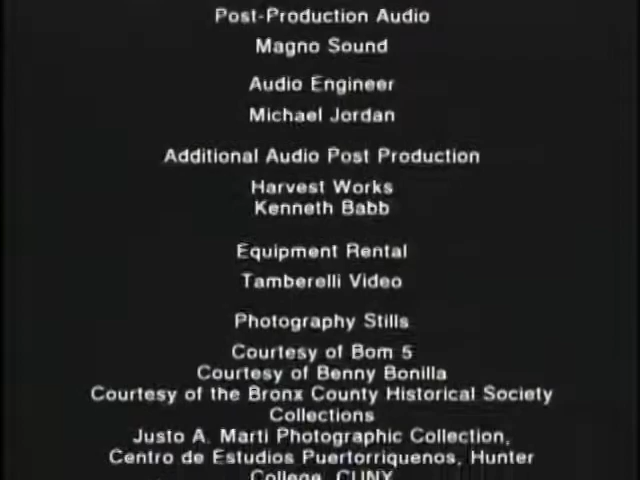 Post-Production Audio
Magno Sound
Audio Engineer
Michael Jordan
Additional Audio Post Production
Harvest Works
Kenneth Babb
Equipment Rental
Tamberelli Video
Photography Stills
Courtesy of Bom 5
Courtesy of Benny Bonilla
Courtesy of the Bronx County Historical Society
Collections
Justo A. Marti Photographic Collection,
Centro de Estudios Puertorriquenos, Hunter
College, CUNY